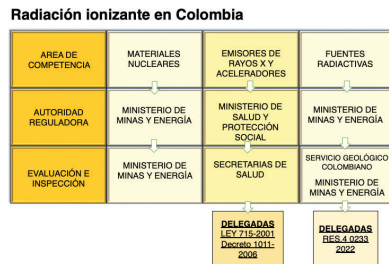 Radiación ionizante en Colombia
AREA DE
COMPETENCIA
MATERIALES
NUCLEARES
EMISORES DE
RAYOS X Y
ACELERADORES
FUENTES
RADIACTIVAS
AUTORIDAD
REGULADORA
MINISTERIO DE
MINAS Y ENERGÍA
MINISTERIO DE
SALUD Y
PROTECCIÓN
SOCIAL
MINISTERIO DE
MINAS Y ENERGÍA
EVALUACIÓN E
INSPECCIÓN
MINISTERIO DE
MINAS Y ENERGÍA
SECRETARIAS DE
SALUD
SERVICIO GEOLÓGICO
COLOMBIANO
MINISTERIO DE
MINAS Y ENERGÍA
DELEGADAS
LEY 715-2001
Decreto 1011-
2006
DELEGADAS
RES.4 0233
2022